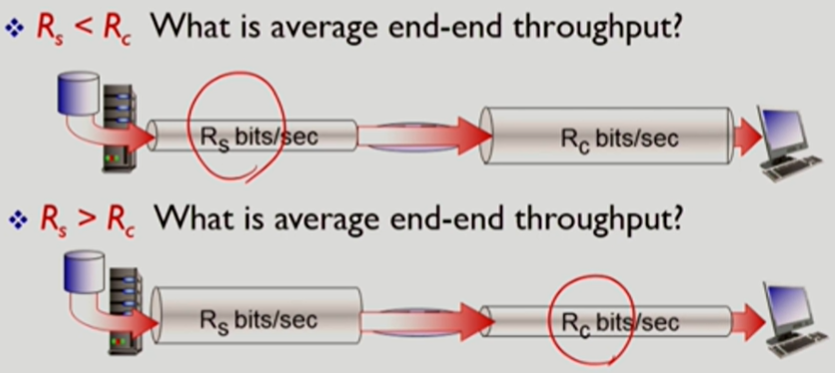 ❖ Rs < Rc What is average end-end throughput?
Rs bits/sec
Rc bits/sec
❖ Rs > Rc What is average end-end throughput?
Rs bits/sec
Rc bits/sec